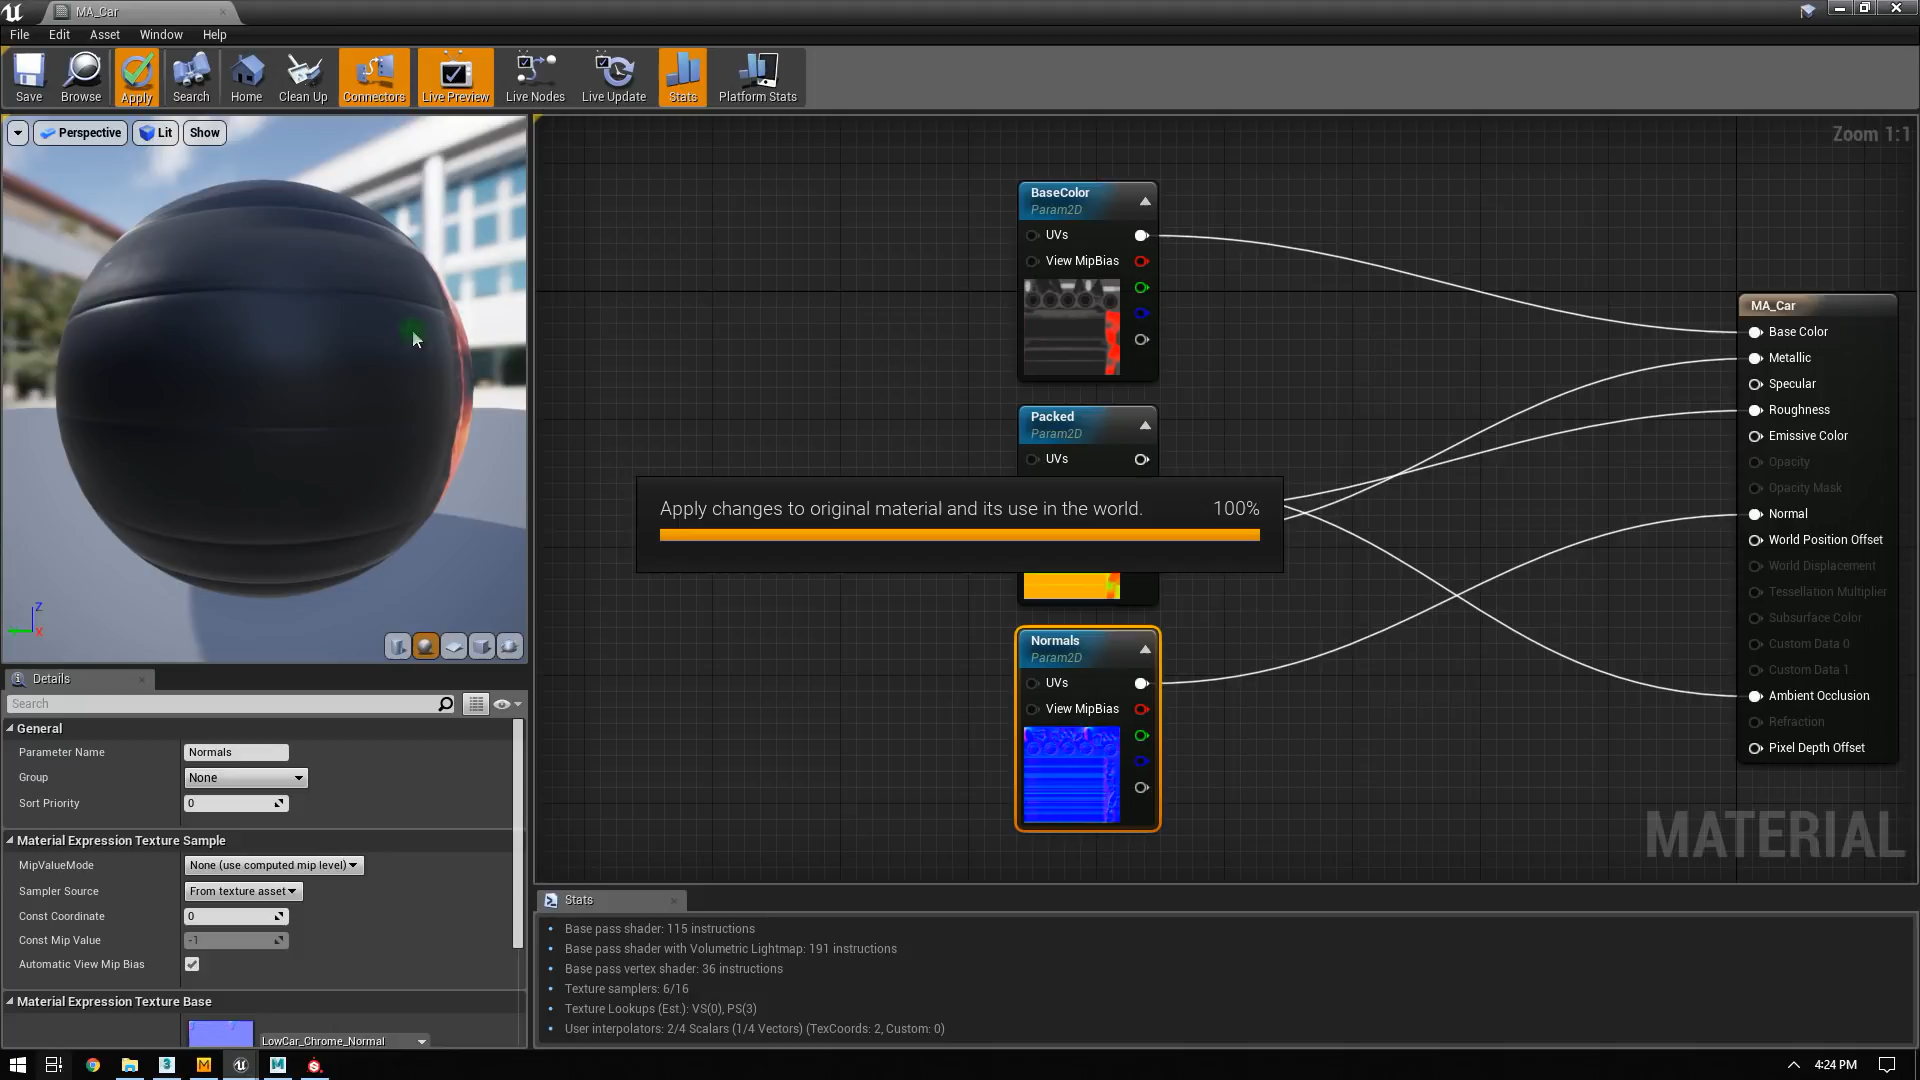 MA_Car
File Edit Asset Window Help
Save Browse Apply Search Home Clean Up Connectors Live Preview Live Nodes Live Update Stats Platform Stats
Perspective Lit Show
Zoom 1:1
BaseColor
Param2D
UVs
View MipBias
Packed
Param2D
UVs
Apply changes to original material and its use in the world. 100%
Normals
Param2D
UVs
View MipBias
MA_Car
Base Color
Metallic
Specular
Roughness
Emissive Color
Opacity
Opacity Mask
Normal
World Position Offset
World Displacement
Tessellation Multiplier
Subsurface Color
Custom Data 0
Custom Data 1
Ambient Occlusion
Refraction
Pixel Depth Offset
MATERIAL
Z
X
Details
Search
General
Parameter Name Normals
Group None
Sort Priority 0
Material Expression Texture Sample
MipValueMode None (use computed mip level)
Sampler Source From texture asset
Const Coordinate 0
Const Mip Value -1
Automatic View Mip Bias
Material Expression Texture Base
LowCar_Chrome_Normal
Stats
Base pass shader: 115 instructions
Base pass shader with Volumetric Lightmap: 191 instructions
Base pass vertex shader: 36 instructions
Texture samplers: 6/16
Texture Lookups (Est.): VS(0), PS(3)
User interpolators: 2/4 Scalars (1/4 Vectors) (TexCoords: 2, Custom: 0)
4:24 PM